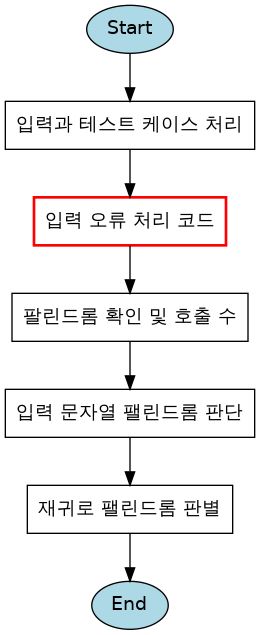 Start
입력과 테스트 케이스 처리
입력 오류 처리 코드
팔린드롬 확인 및 호출 수
입력 문자열 팰린드롬 판단
재귀로 팰린드롬 판별
End